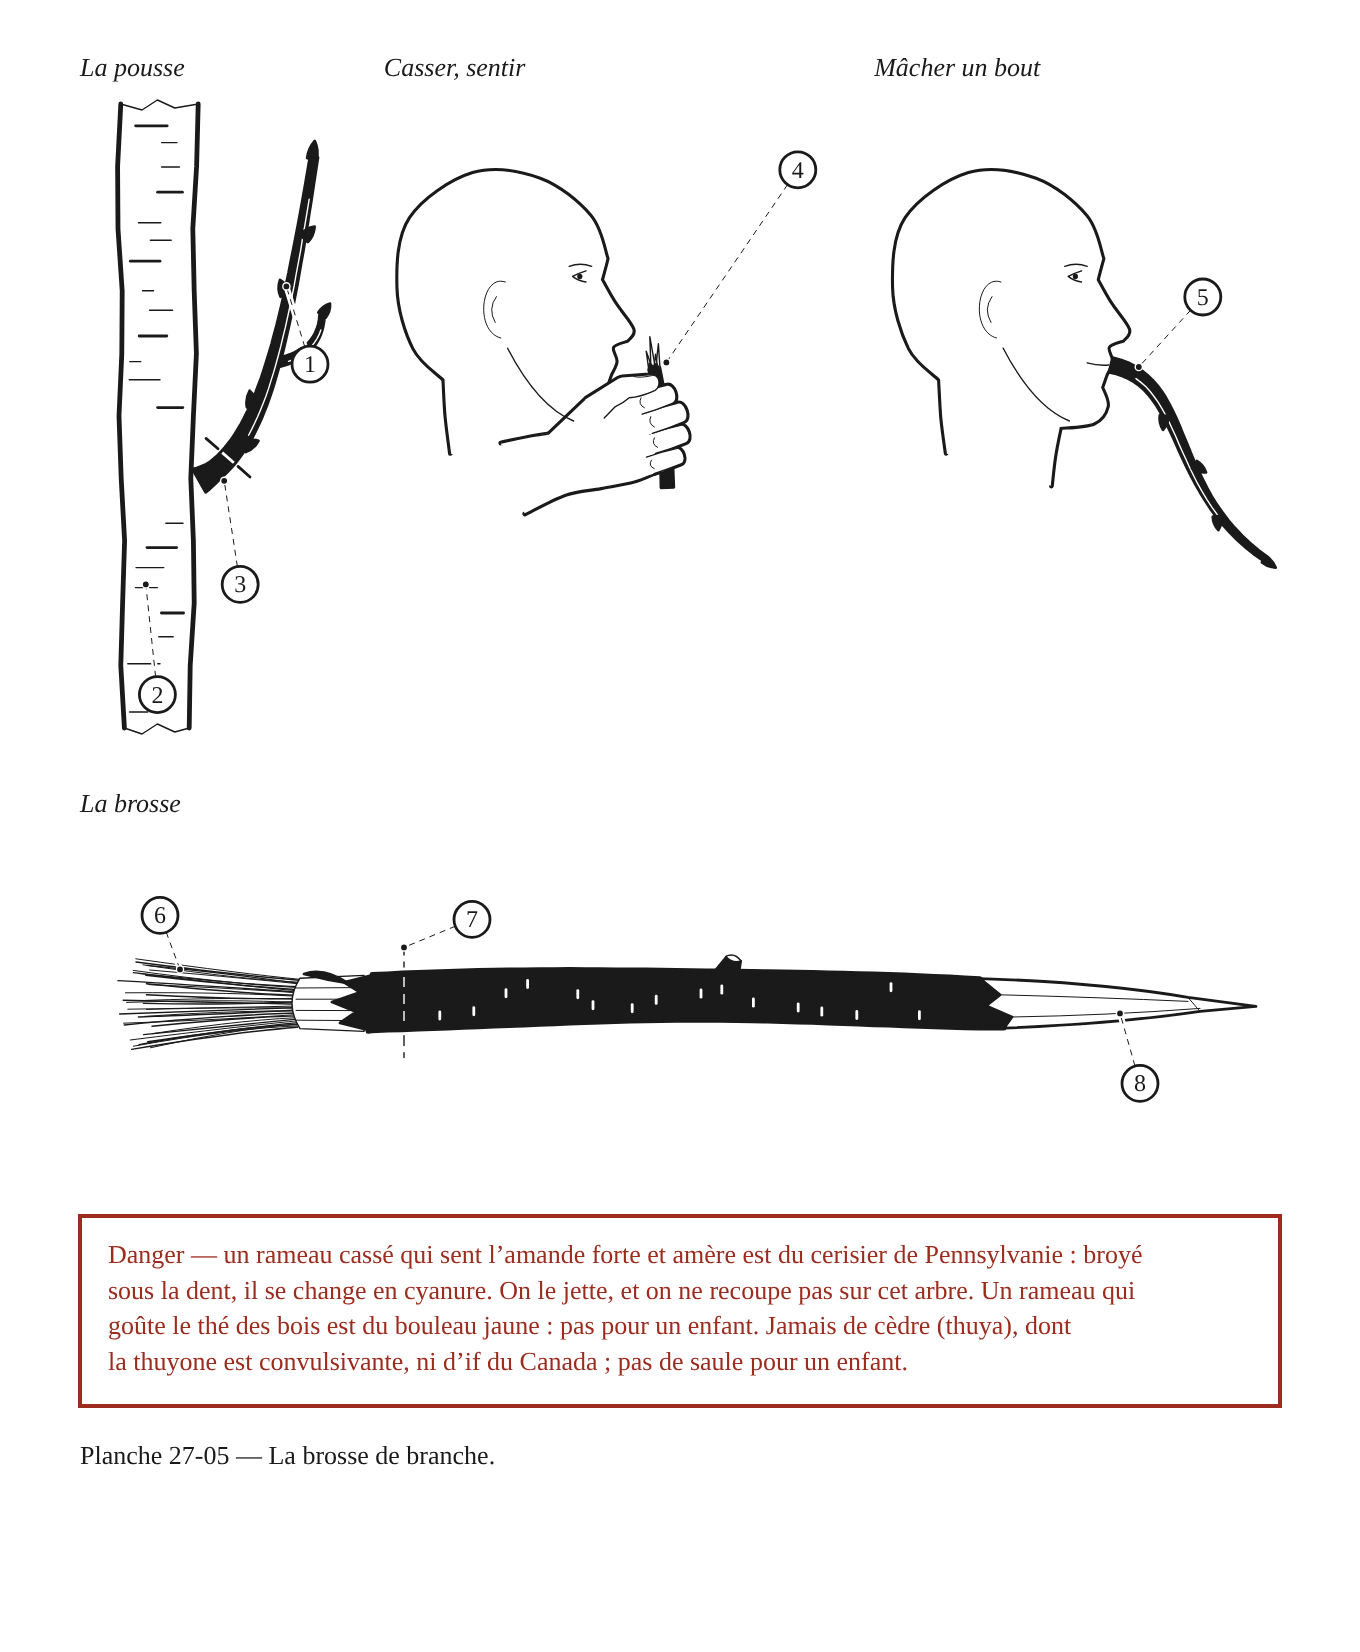 La pousse
Casser, sentir
Mâcher un bout
4
5
1
3
2
La brosse
6
7
8
Danger — un rameau cassé qui sent l’amande forte et amère est du cerisier de Pennsylvanie : broyé
sous la dent, il se change en cyanure. On le jette, et on ne recoupe pas sur cet arbre. Un rameau qui
goûte le thé des bois est du bouleau jaune : pas pour un enfant. Jamais de cèdre (thuya), dont
la thuyone est convulsivante, ni d’if du Canada ; pas de saule pour un enfant.
Planche 27-05 — La brosse de branche.